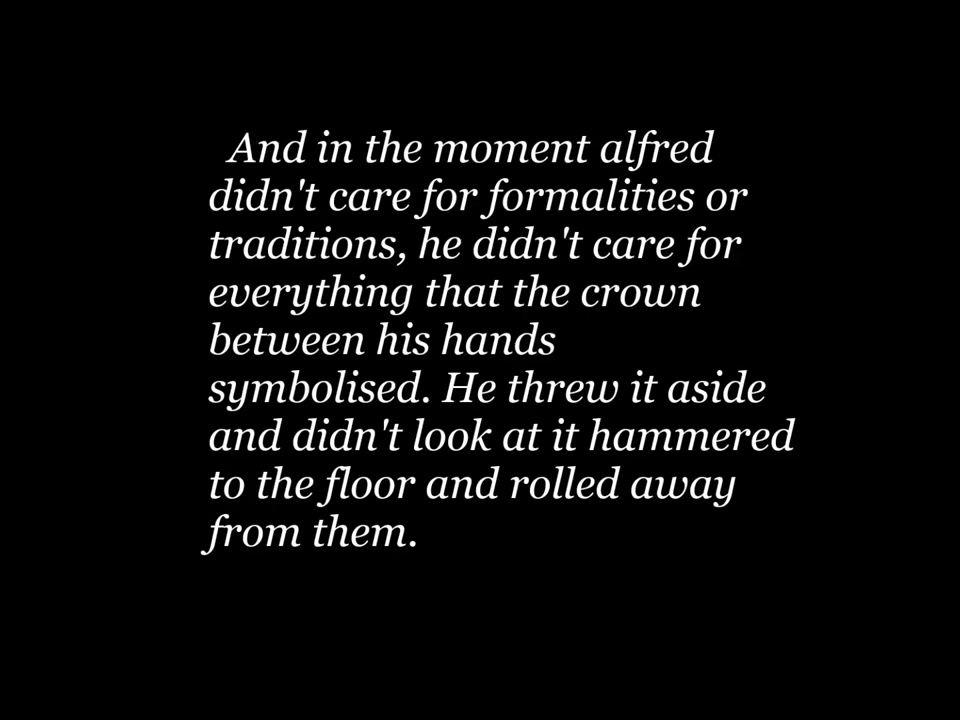 And in the moment alfred
didn't care for formalities or
traditions, he didn't care for
everything that the crown
between his hands
symbolised. He threw it aside
and didn't look at it hammered
to the floor and rolled away
from them.